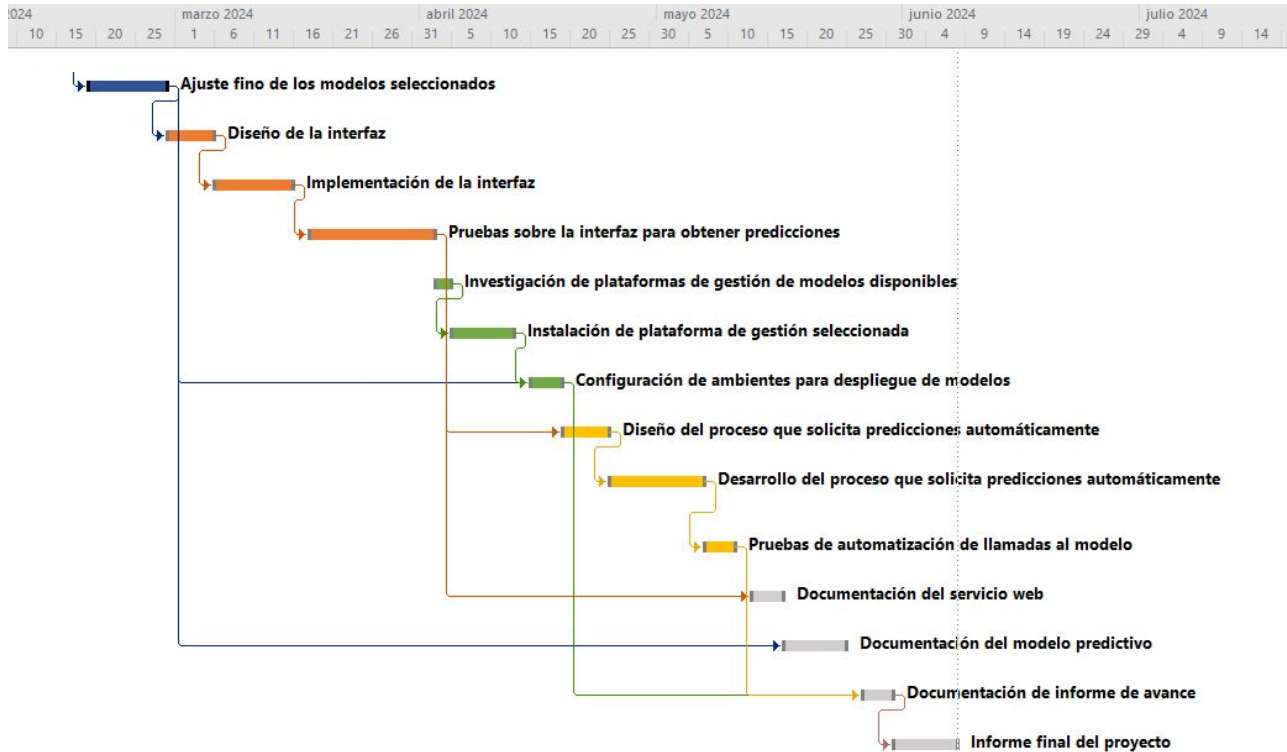 2024 marzo 2024 abril 2024 mayo 2024 junio 2024 julio 2024
10 15 20 25 1 6 11 16 21 26 31 5 10 15 20 25 30 5 10 15 20 25 30 4 9 14 19 24 29 4 9 14
Ajuste fino de los modelos seleccionados
Diseño de la interfaz
Implementación de la interfaz
Pruebas sobre la interfaz para obtener predicciones
Investigación de plataformas de gestión de modelos disponibles
Instalación de plataforma de gestión seleccionada
Configuración de ambientes para despliegue de modelos
Diseño del proceso que solicita predicciones automáticamente
Desarrollo del proceso que solicita predicciones automáticamente
Pruebas de automatización de llamadas al modelo
Documentación del servicio web
Documentación del modelo predictivo
Documentación de informe de avance
Informe final del proyecto